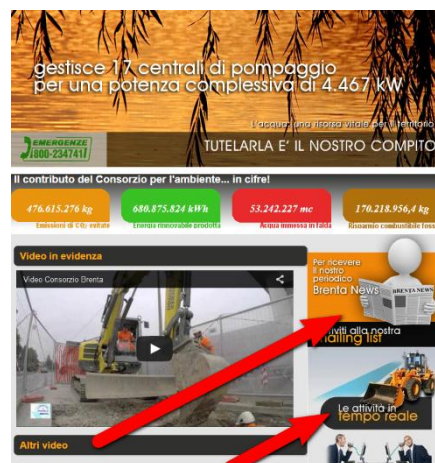 gestisce 17 centrali di pompaggio
per una potenza complessiva di 4.467 kW
L'acqua: una risorsa vitale per il territorio
TUTELARLA E' IL NOSTRO COMPITO
EMERGENZE
800-234741
Il contributo del Consorzio per l'ambiente... in cifre!
476.615.276 kg
680.875.824 kWh
53.242.227 mc
170.218.956,4 kg
Emissioni di CO2 evitate
Energia rinnovabile prodotta
Acqua immessa in falda
Risparmio combustibile foss
Video in evidenza
Video Consorzio Brenta
Per ricevere
il nostro
periodico
Brenta News
BRENTA NEWS
alla nostra
mailing list
Le attività in
tempo reale
Altri video